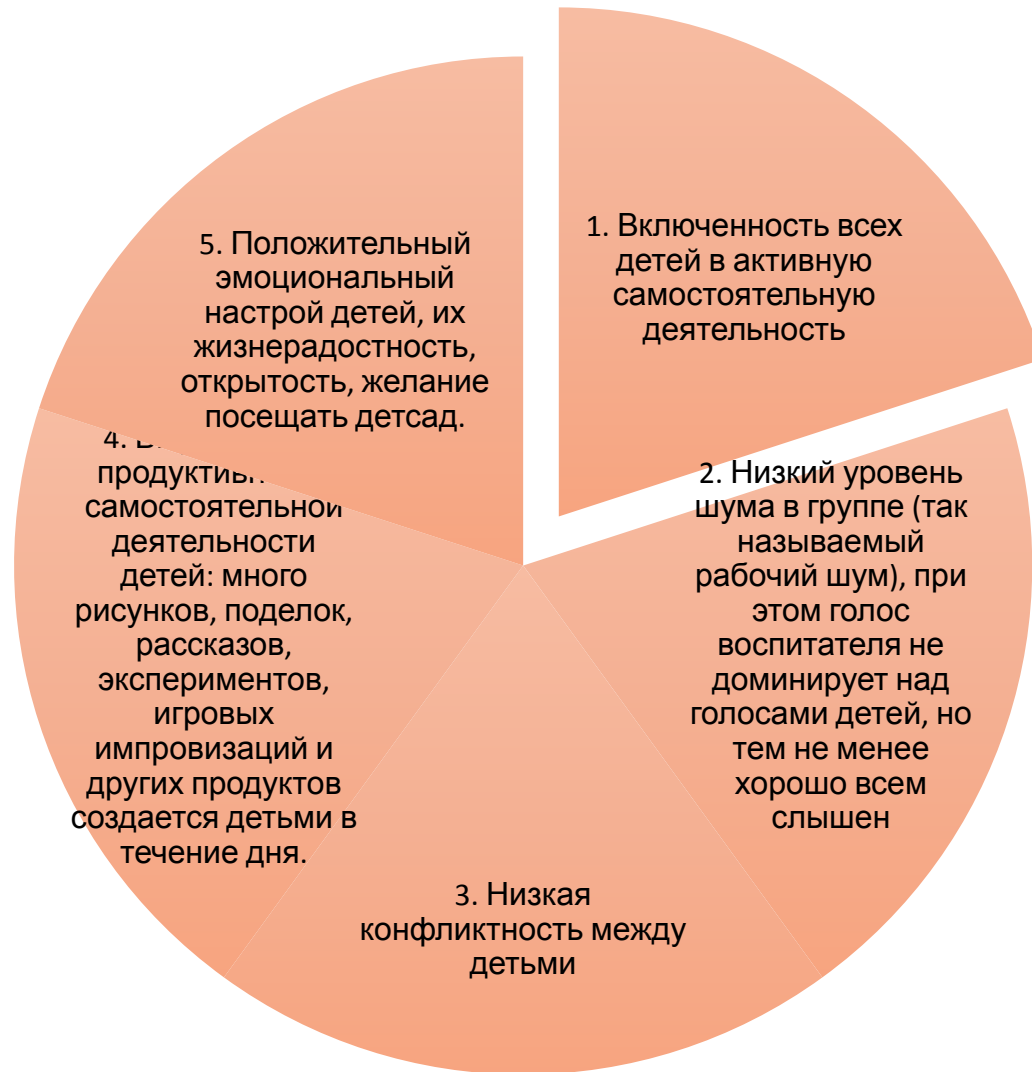 1. Включенность всех
детей в активную
самостоятельную
деятельность
2. Низкий уровень
шума в группе (так
называемый
рабочий шум), при
этом голос
воспитателя не
доминирует над
голосами детей, но
тем не менее
хорошо всем
слышен
3. Низкая
конфликтность между
детьми
4.
самостоятельной
деятельности
детей: много
рисунков, поделок,
рассказов,
экспериментов,
игровых
импровизаций и
других продуктов
создается детьми в
течение дня.
5. Положительный
эмоциональный
настрой детей, их
жизнерадостность,
открытость, желание
посещать детсад.